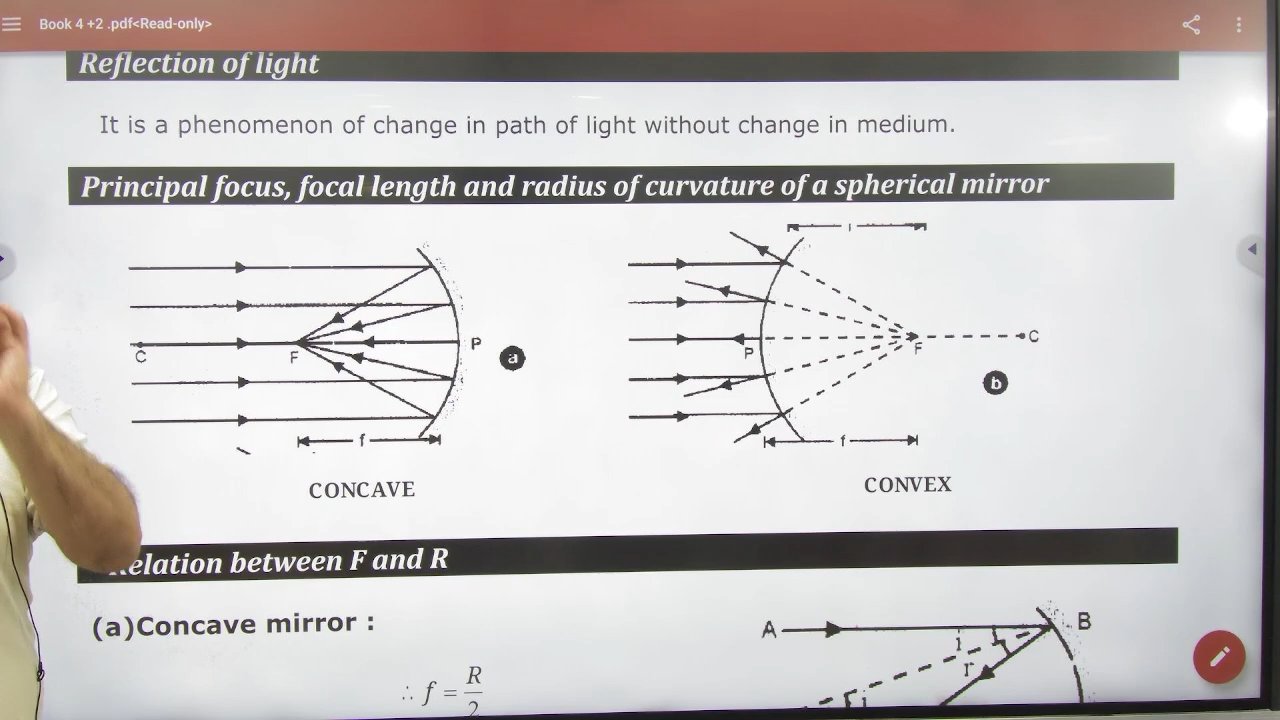 Book 4 +2 .pdf<Read-only>
Reflection of light
It is a phenomenon of change in path of light without change in medium.
Principal focus, focal length and radius of curvature of a spherical mirror
C
F
P
a
f
CONCAVE
P
F
C
b
f
CONVEX
Relation between F and R
(a)Concave mirror :
∴ f = R/2
A
B
i
r